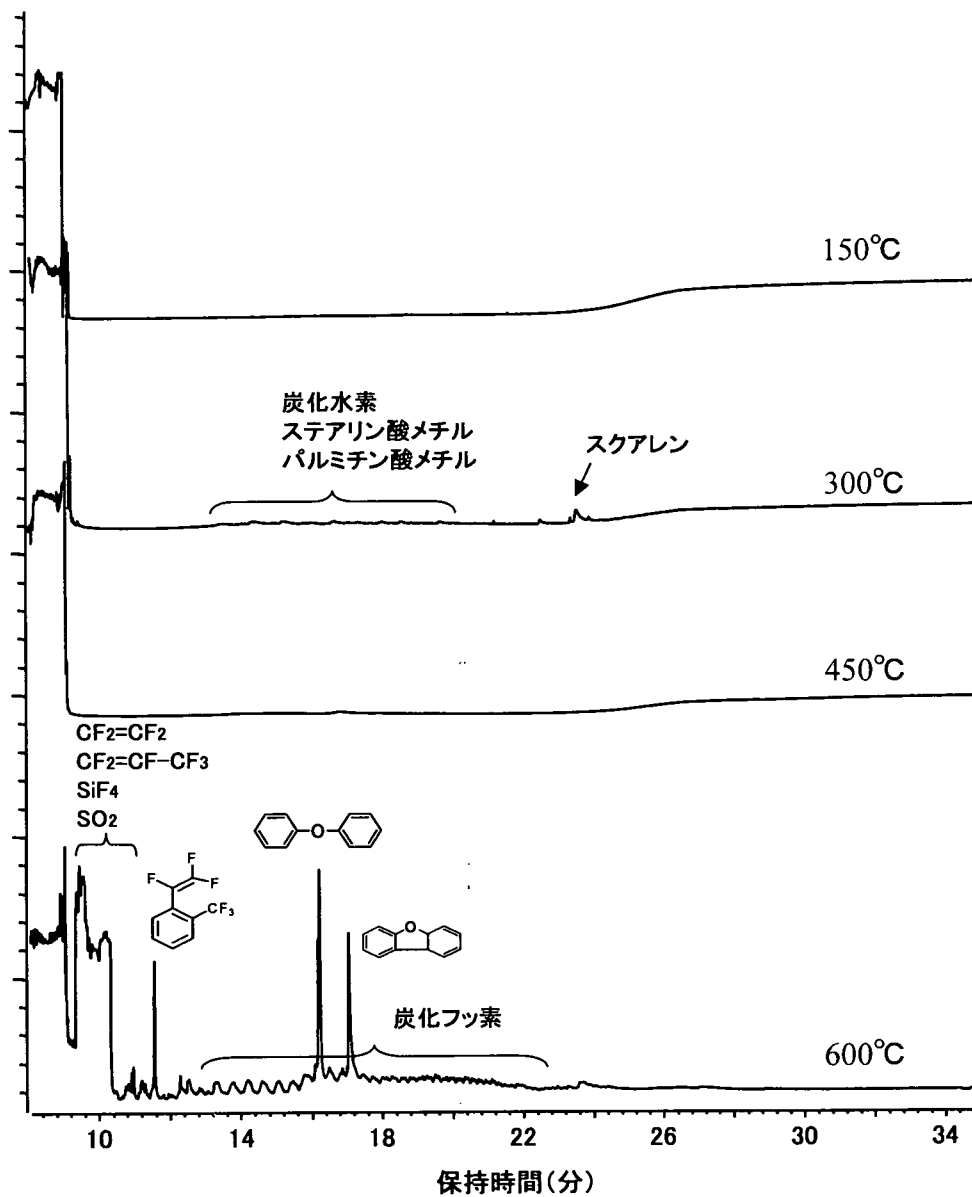 150℃
炭化水素
ステアリン酸メチル
パルミチン酸メチル
スクアレン
300℃
450℃
CF2=CF2
CF2=CF-CF3
SiF4
SO2
F
F
F
CF3
O
O
炭化フッ素
600℃
10 14 18 22 26 30 34
保持時間(分)